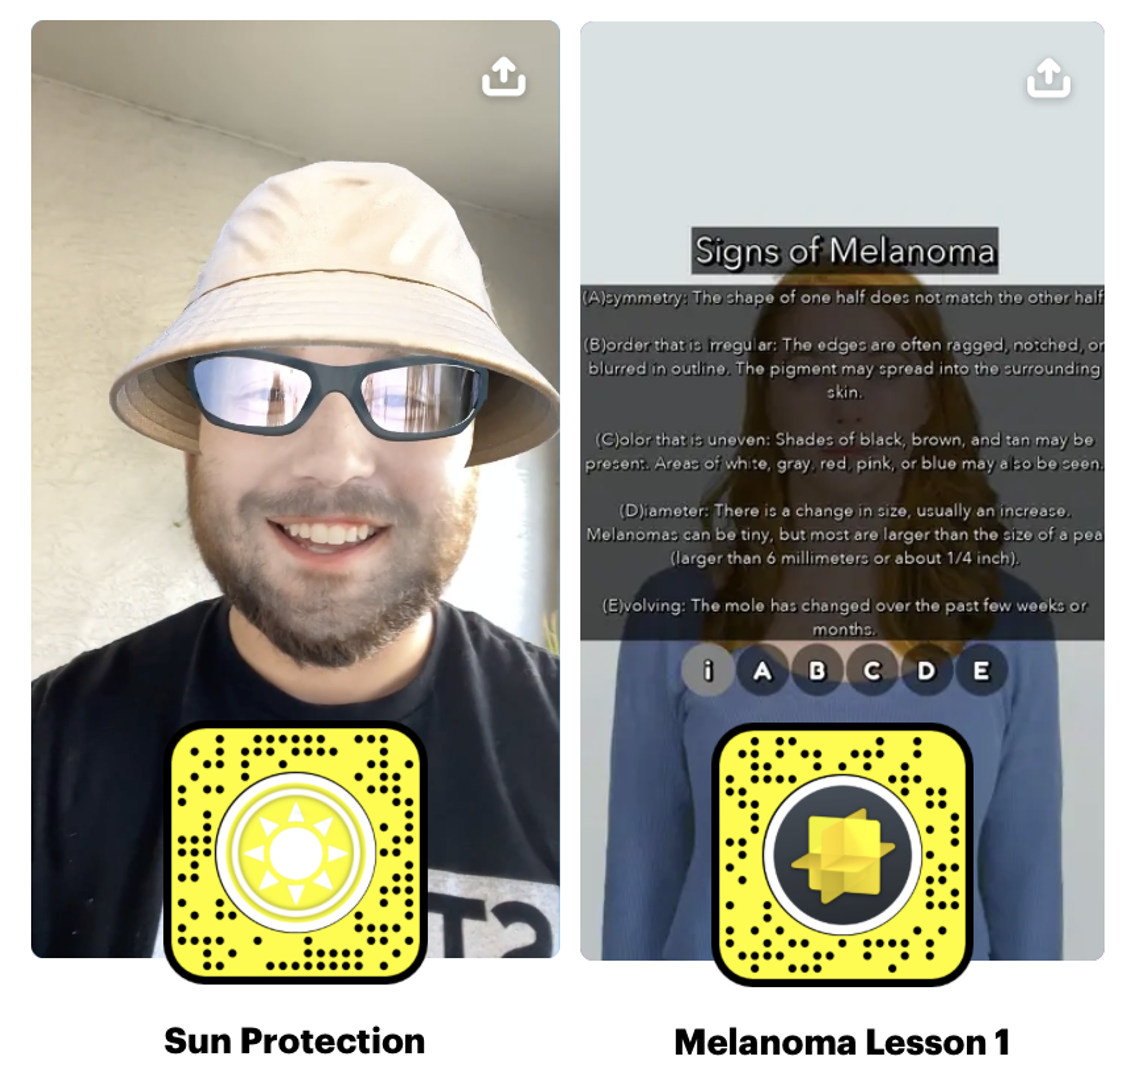 Signs of Melanoma
(A)symmetry: The shape of one half does not match the other half
(B)order that is irregular: The edges are often ragged, notched, or
blurred in outline. The pigment may spread into the surrounding
skin.
(C)olor that is uneven: Shades of black, brown, and tan may be
present. Areas of white, gray, red, pink, or blue may also be seen.
(D)iameter: There is a change in size, usually an increase.
Melanomas can be tiny, but most are larger than the size of a pea
(larger than 6 millimeters or about 1/4 inch).
(E)volving: The mole has changed over the past few weeks or
months.
i A B C D E
Sun Protection
Melanoma Lesson 1